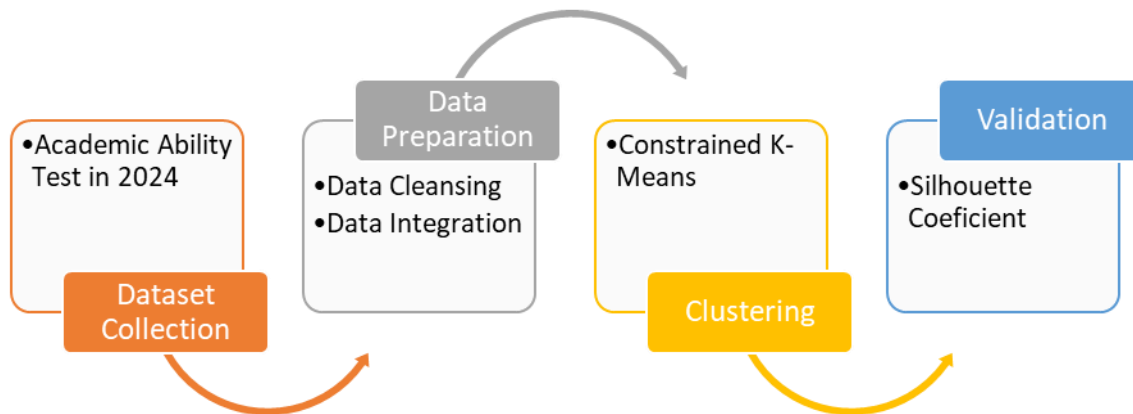 •Academic Ability
Test in 2024
Dataset
Collection
Data
Preparation
•Data Cleansing
•Data Integration
•Constrained K-
Means
Clustering
Validation
•Silhouette
Coeficient